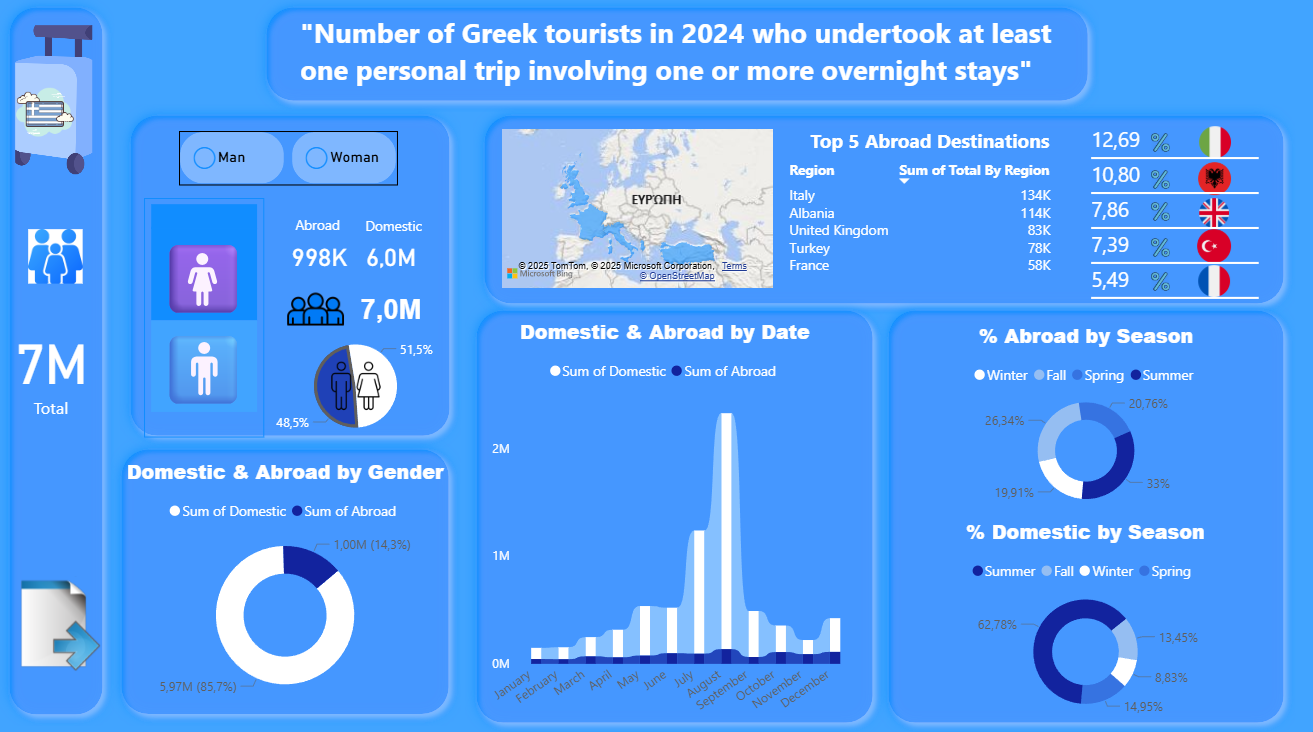 "Number of Greek tourists in 2024 who undertook at least
one personal trip involving one or more overnight stays"
7M
Total
Man
Woman
Abroad
Domestic
998K
6,0M
7,0M
51,5%
48,5%
Domestic & Abroad by Gender
Sum of Domestic
Sum of Abroad
1,00M (14,3%)
5,97M (85,7%)
ΕΥΡΏΠΗ
© 2025 TomTom, © 2025 Microsoft Corporation, Terms
© OpenStreetMap
Microsoft Bing
Top 5 Abroad Destinations
Region Sum of Total By Region
Italy 134K
Albania 114K
United Kingdom 83K
Turkey 78K
France 58K
12,69 %
10,80 %
7,86 %
7,39 %
5,49 %
Domestic & Abroad by Date
Sum of Domestic
Sum of Abroad
2M
1M
0M
January
February
March
April
May
June
July
August
September
October
November
December
% Abroad by Season
Winter
Fall
Spring
Summer
20,76%
26,34%
19,91%
33%
% Domestic by Season
Summer
Fall
Winter
Spring
62,78%
13,45%
8,83%
14,95%